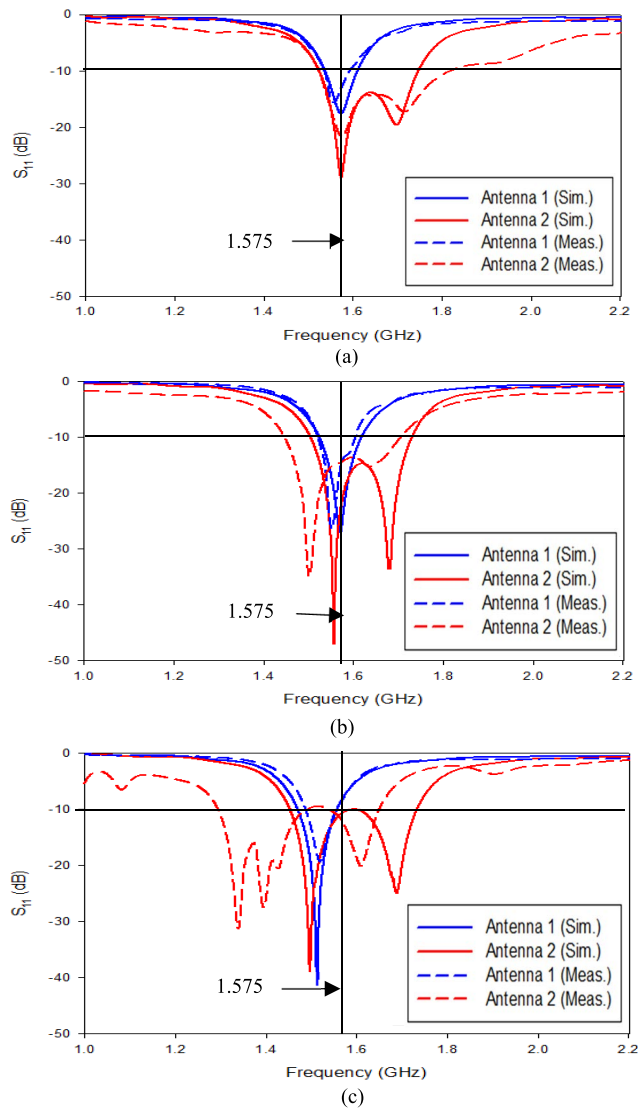 0
-10
-20
-30
-40
-50
S11 (dB)
Antenna 1 (Sim.)
Antenna 2 (Sim.)
Antenna 1 (Meas.)
Antenna 2 (Meas.)
1.575
1.0 1.2 1.4 1.6 1.8 2.0 2.2
Frequency (GHz)
(a)
0
-10
-20
-30
-40
-50
S11 (dB)
Antenna 1 (Sim.)
Antenna 2 (Sim.)
Antenna 1 (Meas.)
Antenna 2 (Meas.)
1.575
1.0 1.2 1.4 1.6 1.8 2.0 2.2
Frequency (GHz)
(b)
0
-10
-20
-30
-40
-50
S11 (dB)
Antenna 1 (Sim.)
Antenna 2 (Sim.)
Antenna 1 (Meas.)
Antenna 2 (Meas.)
1.575
1.0 1.2 1.4 1.6 1.8 2.0 2.2
Frequency (GHz)
(c)